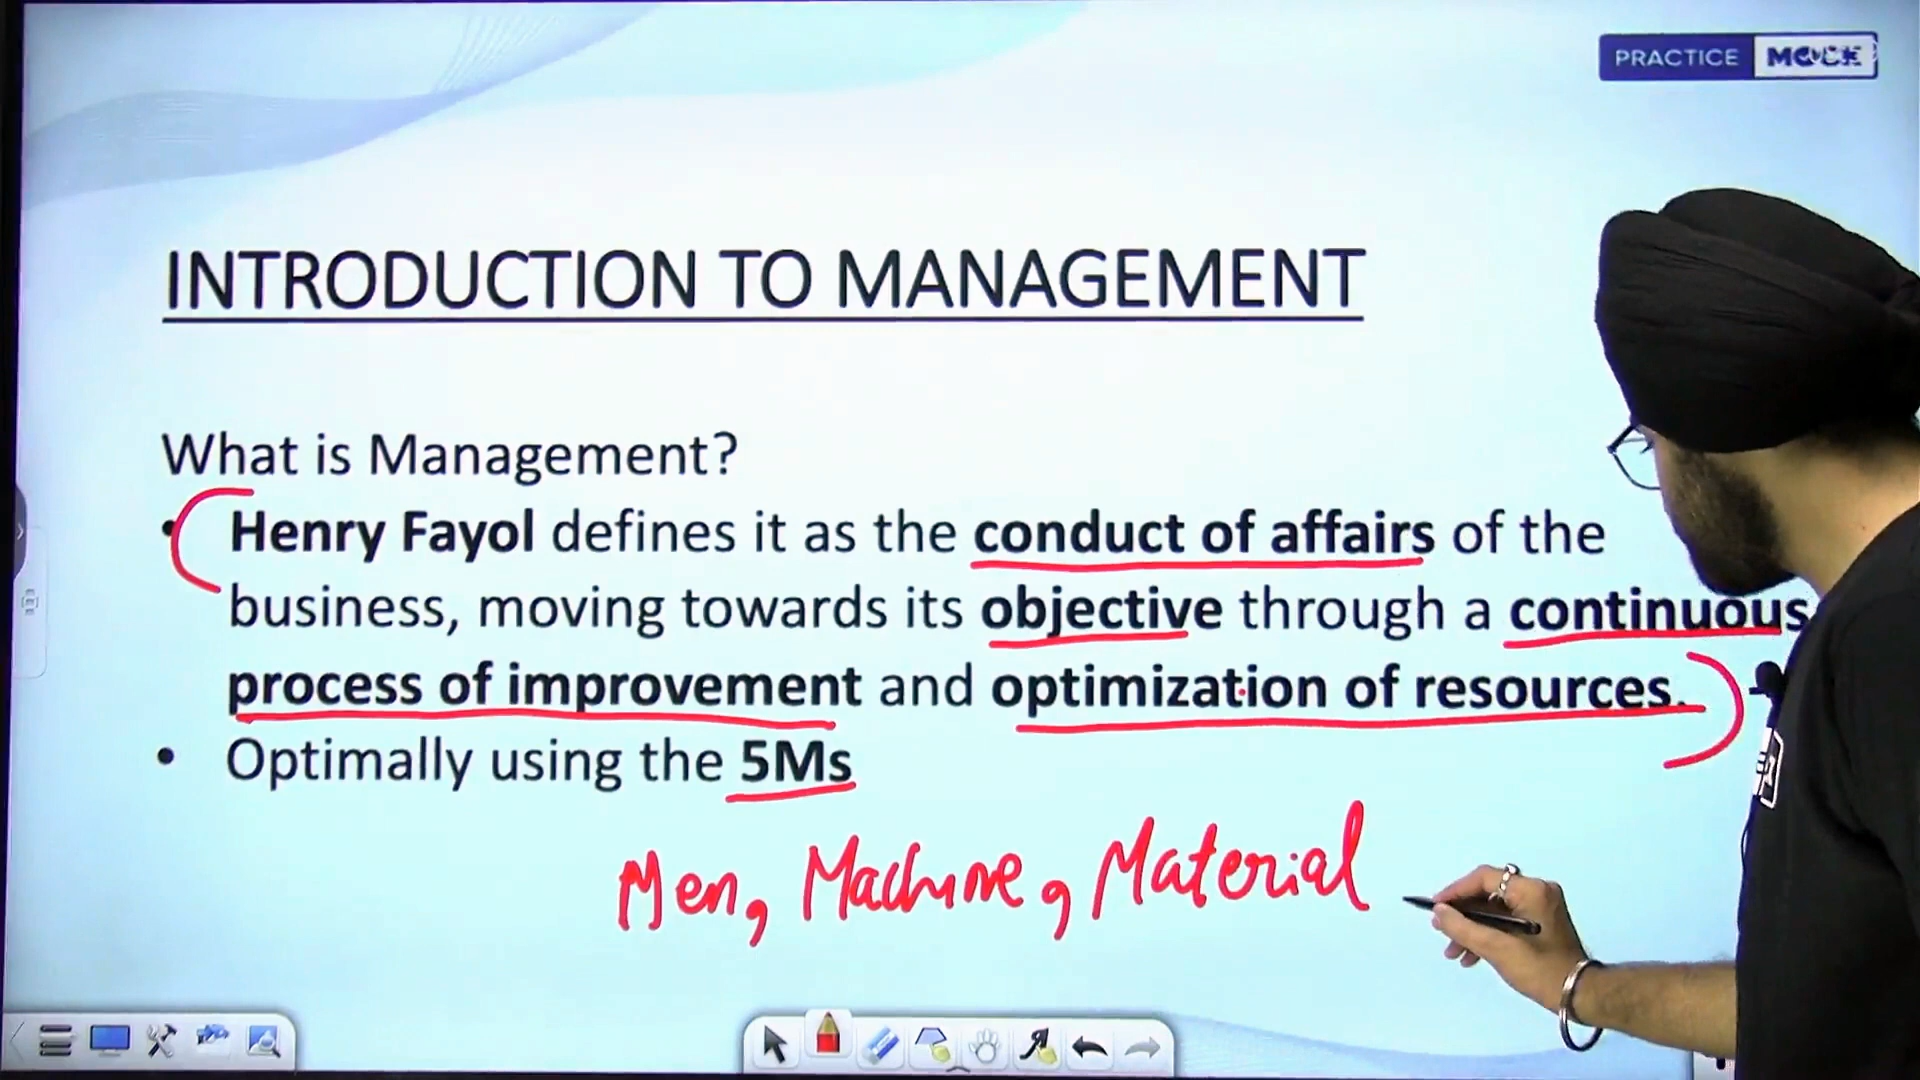 PRACTICE MOCK
INTRODUCTION TO MANAGEMENT
What is Management?
• Henry Fayol defines it as the conduct of affairs of the
business, moving towards its objective through a continuous
process of improvement and optimization of resources.
• Optimally using the 5Ms
Men, Machine, Material